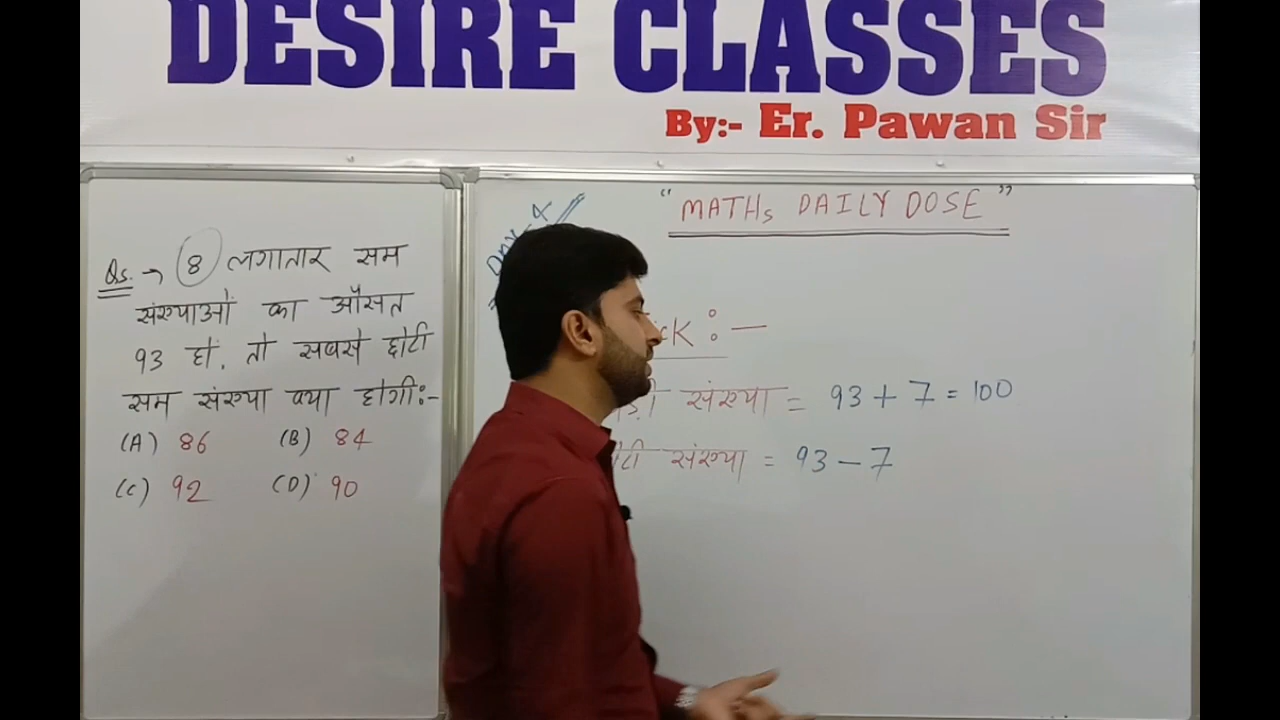 DESIRE CLASSES
By:- Er. Pawan Sir
"MATHs DAILY DOSE"
Qs. → 8 लगातार सम
संख्याओं का औसत
93 हो, तो सबसे छोटी
सम संख्या क्या होगी:-
(A) 86 (B) 84
(C) 92 (D) 90
संख्या = 93 + 7 = 100
संख्या = 93 - 7